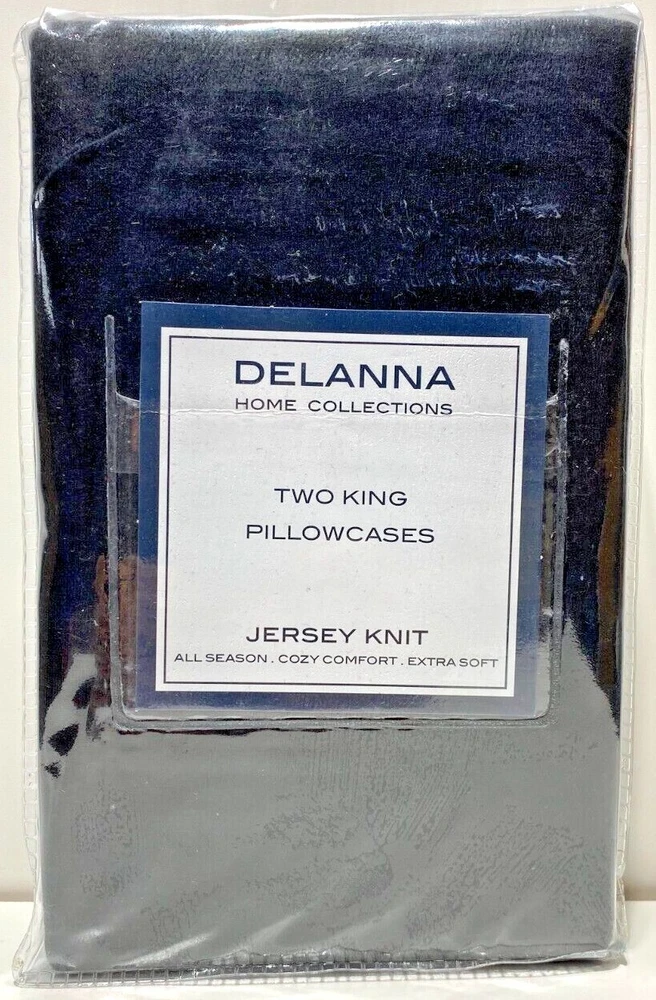 DELANNA
HOME COLLECTIONS
TWO KING
PILLOWCASES
JERSEY KNIT
ALL SEASON . COZY COMFORT . EXTRA SOFT